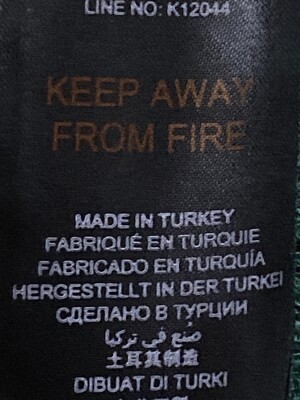 LINE NO: K12044
KEEP AWAY
FROM FIRE
MADE IN TURKEY
FABRIQUÉ EN TURQUIE
FABRICADO EN TURQUÍA
HERGESTELLT IN DER TURKEI
СДЕЛАНО В ТУРЦИИ
صُنع في تركيا
土耳其制造
DIBUAT DI TURKI